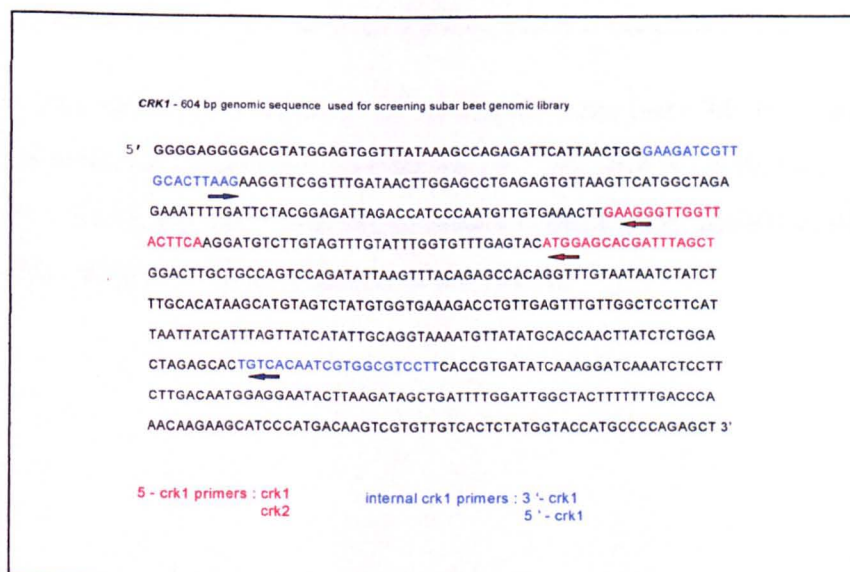 CRK1 - 604 bp genomic sequence used for screening subar beet genomic library
5' GGGGAGGGGACGTATGGAGTGGTTTATAAAGCCAGAGATTCATTAACTGGGAAGATCGTT
GCACTTAAGAAGGTTCGGTTTGATAACTTGGAGCCTGAGAGTGTTAAGTTCATGGCTAGA
GAAATTTTGATTCTACGGAGATTAGACCATCCCAATGTTGTGAAACTTGAAGGGTTGGTT
ACTTCAAGGATGTCTTGTAGTTTGTATTTGGTGTTTGAGTACATGGAGCACGATTTAGCT
GGACTTGCTGCCAGTCCAGATATTAAGTTTACAGAGCCACAGGTTTGTAATAATCTATCT
TTGCACATAAGCATGTAGTCTATGTGGTGAAAGACCTGTTGAGTTTGTTGGCTCCTTCAT
TAATTATCATTTAGTTATCATATTGCAGGTAAAATGTTATATGCACCAACTTATCTCTGGA
CTAGAGCACTGTCACAATCGTGGCGTCCTTCACCGTGATATCAAAGGATCAAATCTCCTT
CTTGACAATGGAGGAATACTTAAGATAGCTGATTTTGGATTGGCTACTTTTTTTGACCCA
AACAAGAAGCATCCCATGACAAGTCGTGTTGTCACTCTATGGTACCATGCCCCAGAGCT 3'
5 - crk1 primers : crk1
crk2
internal crk1 primers : 3 '- crk1
5 ' - crk1